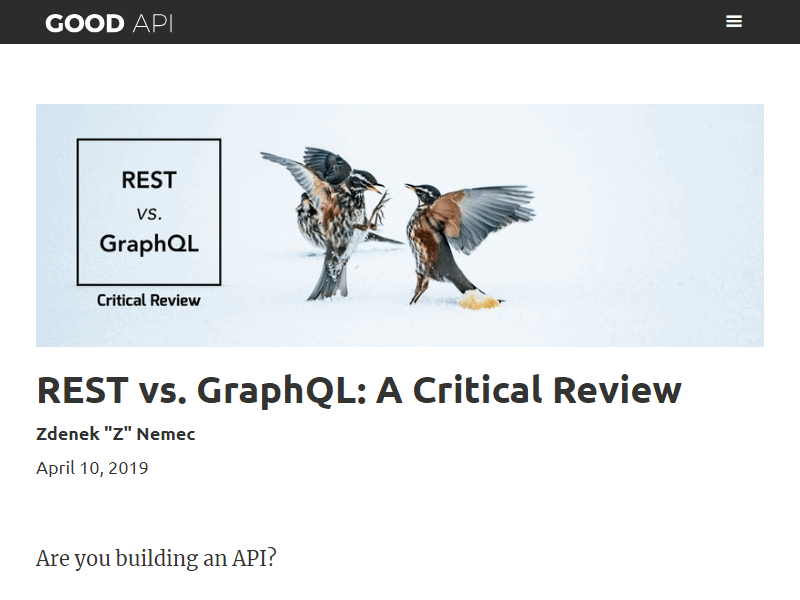 GOOD API
REST
vs.
GraphQL
Critical Review
REST vs. GraphQL: A Critical Review
Zdenek "Z" Nemec
April 10, 2019
Are you building an API?